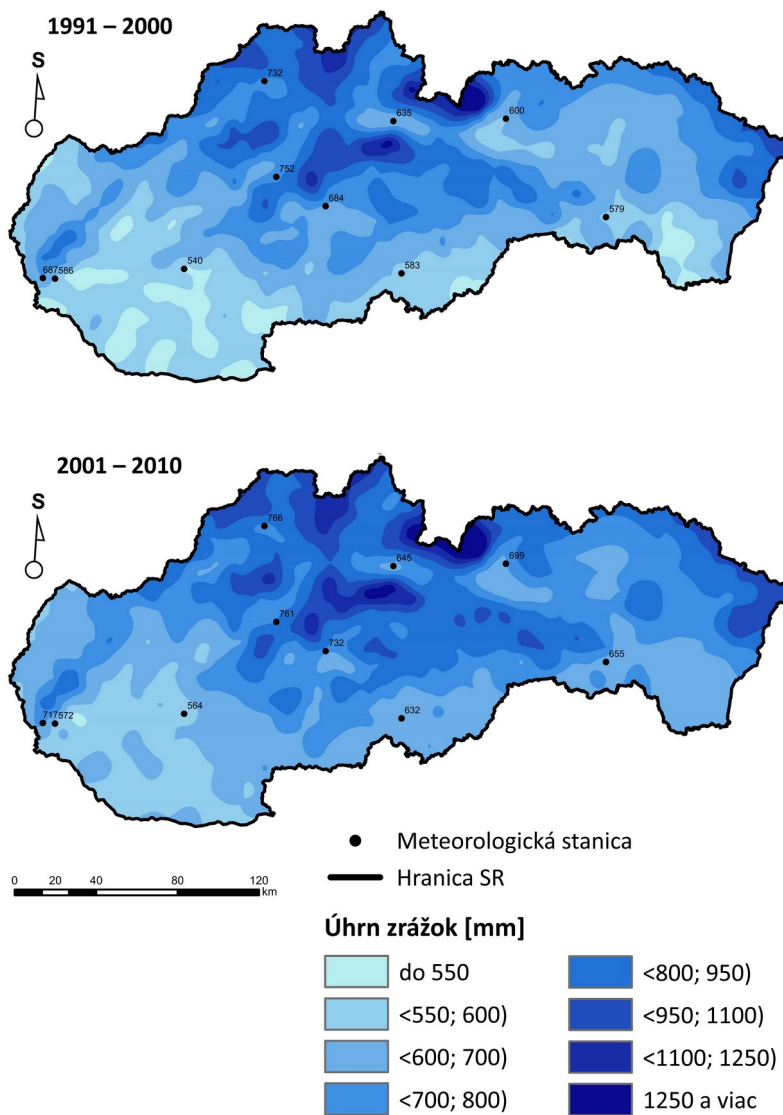 1991 – 2000
S
732
635
600
752
684
579
540
583
687
586
2001 – 2010
S
766
645
699
761
732
655
564
632
717
572
Meteorologická stanica
Hranica SR
0 20 40 80 120
km
Úhrn zrážok [mm]
do 550
<550; 600)
<600; 700)
<700; 800)
<800; 950)
<950; 1100)
<1100; 1250)
1250 a viac